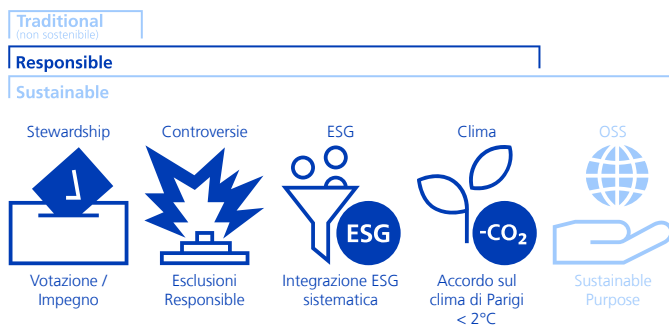 Traditional
(non sostenibile)
Responsible
Sustainable
Stewardship
Controversie
ESG
Clima
OSS
ESG
-CO₂
Votazione /
Impegno
Esclusioni
Responsible
Integrazione ESG
sistematica
Accordo sul
clima di Parigi
< 2°C
Sustainable
Purpose